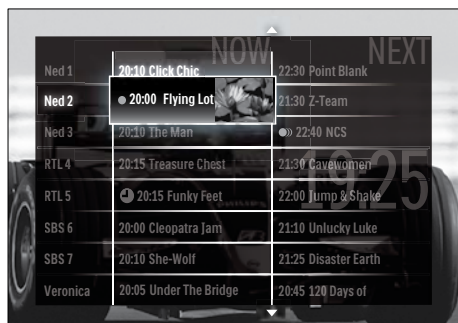 NOW NEXT
Ned 1 20:10 Click Chic 22:30 Point Blank
Ned 2 20:00 Flying Lot 21:30 Z-Team
Ned 3 20:10 The Man 22:40 NCS
RTL 4 20:15 Treasure Chest 21:30 Cavewomen
19:25
RTL 5 20:15 Funky Feet 22:00 Jump & Shake
SBS 6 20:00 Cleopatra Jam 21:10 Unlucky Luke
SBS 7 20:10 She-Wolf 21:25 Disaster Earth
Veronica 20:05 Under The Bridge 20:45 120 Days of